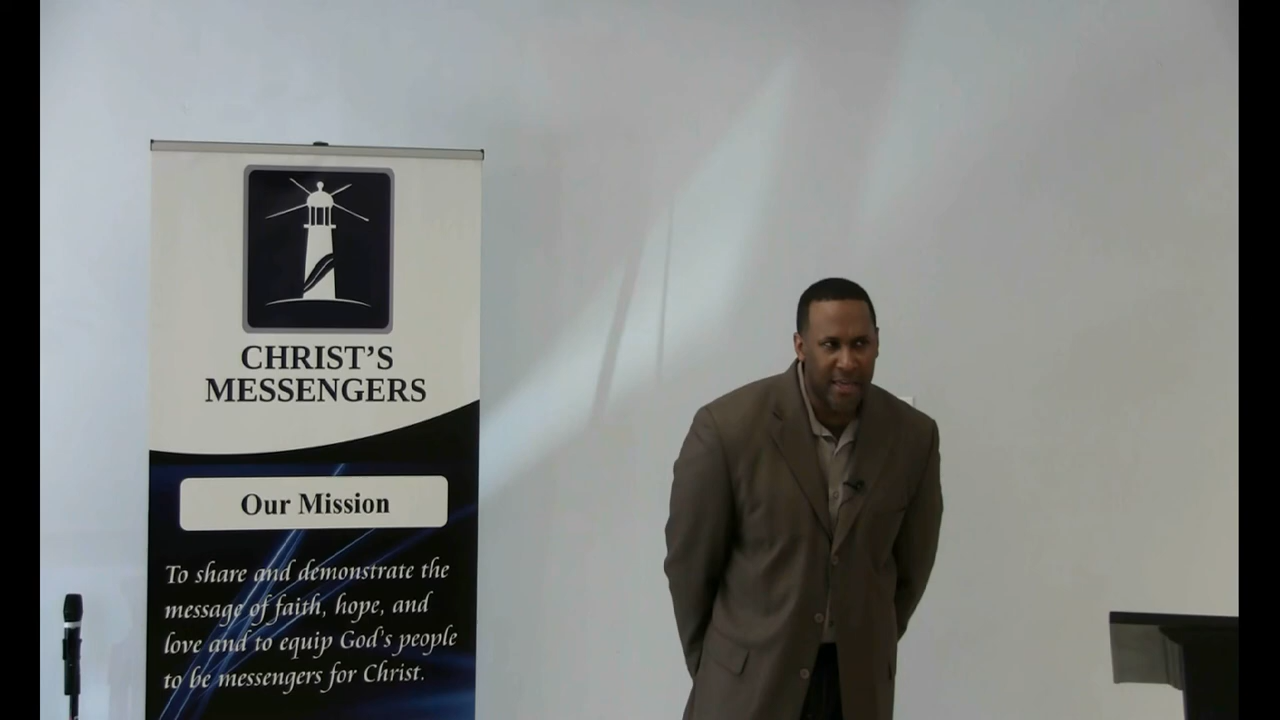 CHRIST'S
MESSENGERS
Our Mission
To share and demonstrate the
message of faith, hope, and
love and to equip God's people
to be messengers for Christ.